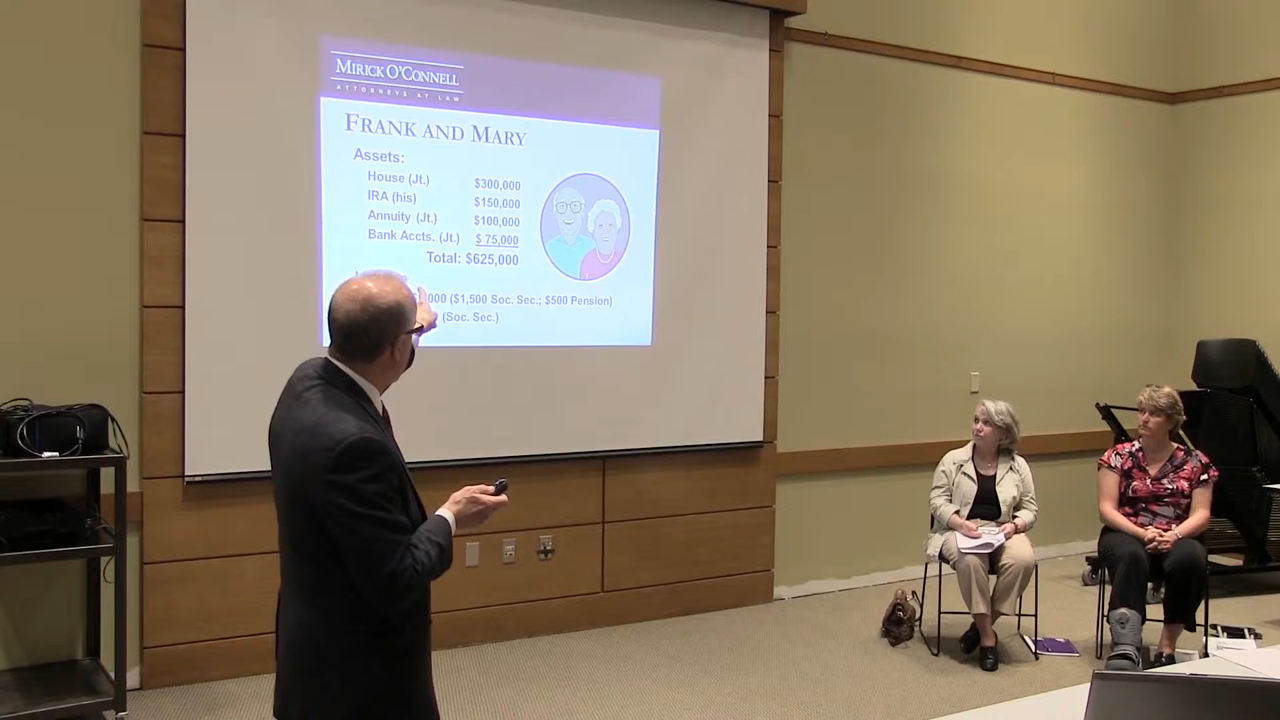 MIRICK O'CONNELL
ATTORNEYS AT LAW
FRANK AND MARY
Assets:
House (Jt.) $300,000
IRA (his) $150,000
Annuity (Jt.) $100,000
Bank Accts. (Jt.) $ 75,000
Total: $625,000
000 ($1,500 Soc. Sec.; $500 Pension)
(Soc. Sec.)